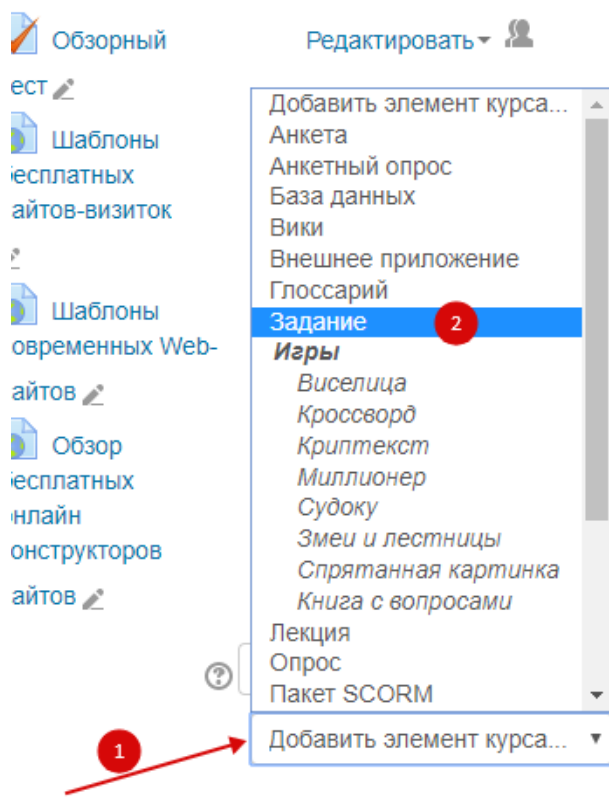 Обзорный
Редактировать
ест
Шаблоны
бесплатных
айтов-визиток
Шаблоны
овременных Web-
айтов
Обзор
бесплатных
нлайн
онструкторов
айтов
Добавить элемент курса...
Анкета
Анкетный опрос
База данных
Вики
Внешнее приложение
Глоссарий
Задание 2
Игры
Виселица
Кроссворд
Криптекст
Миллионер
Судоку
Змеи и лестницы
Спрятанная картинка
Книга с вопросами
Лекция
Опрос
Пакет SCORM
?
1
Добавить элемент курса...